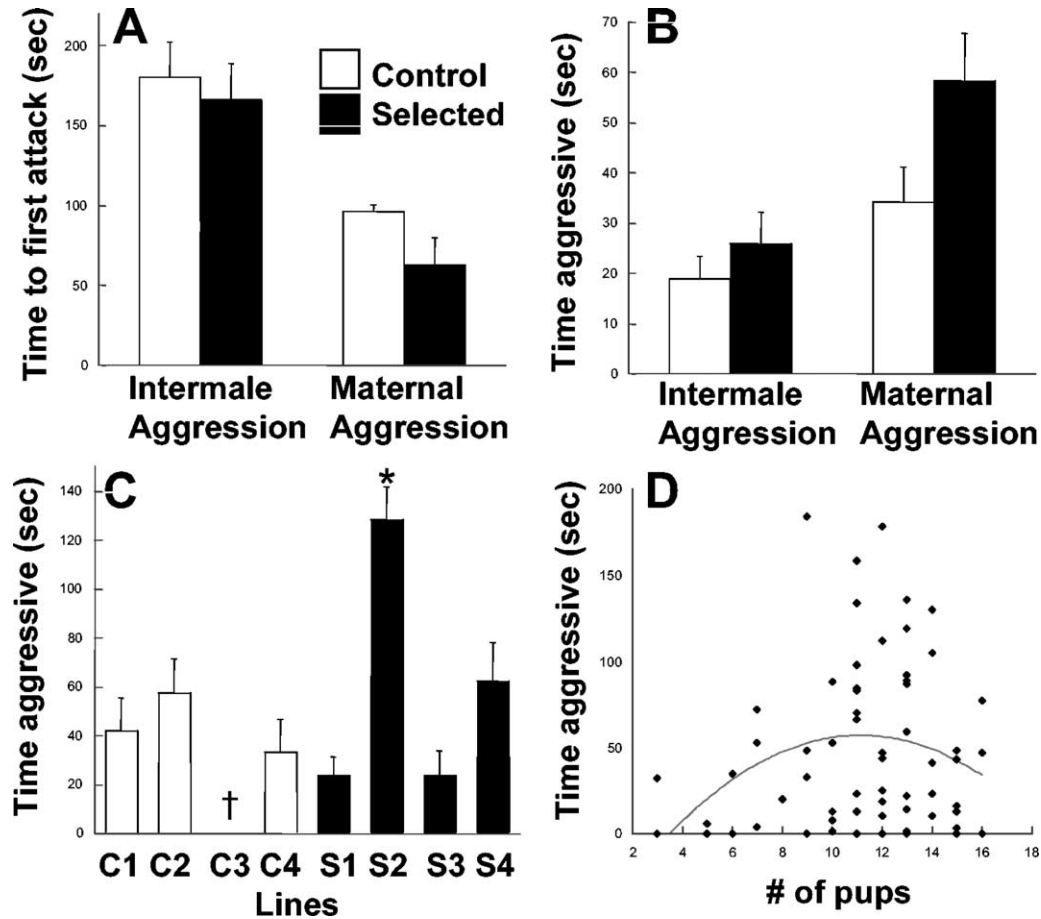 A
Time to first attack (sec)
200
150
100
50
0
Control
Selected
Intermale
Aggression
Maternal
Aggression
B
Time aggressive (sec)
70
60
50
40
30
20
10
0
Intermale
Aggression
Maternal
Aggression
C
Time aggressive (sec)
140
120
100
80
60
40
20
0
*
†
C1 C2 C3 C4 S1 S2 S3 S4
Lines
D
Time aggressive (sec)
200
150
100
50
0
2 4 6 8 10 12 14 16 18
# of pups